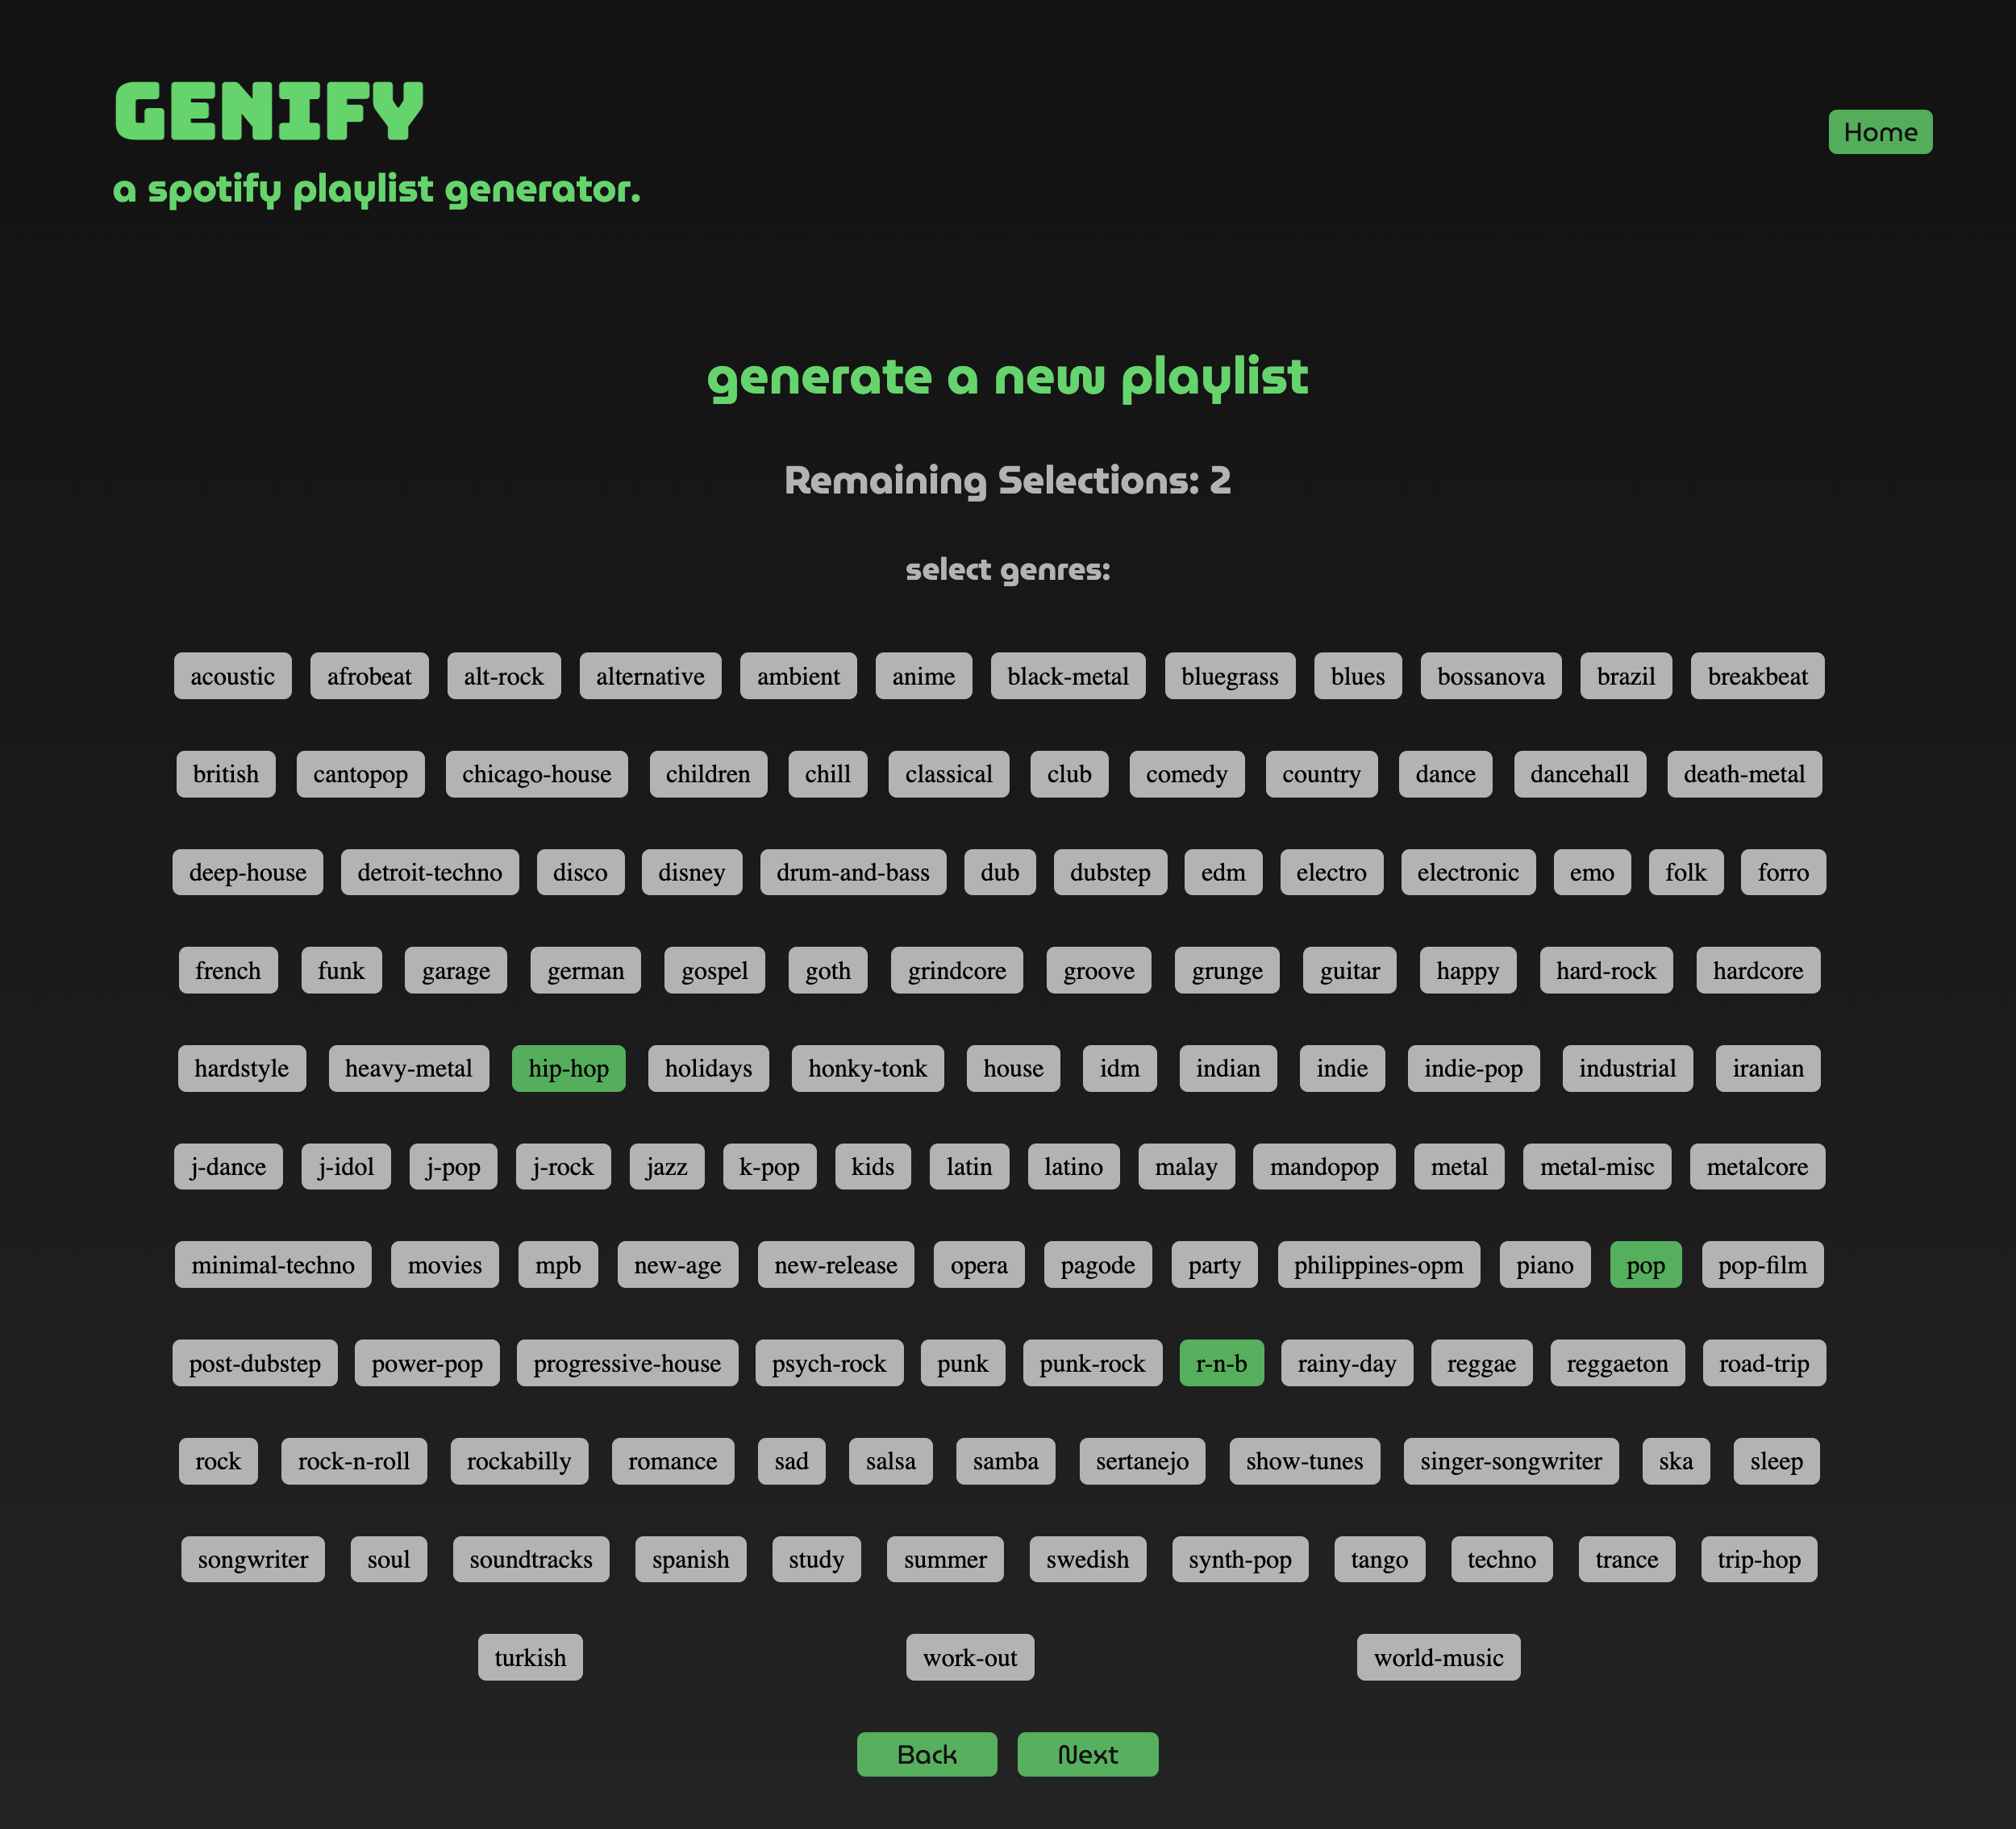 GENIFY
Home
a spotify playlist generator.
generate a new playlist
Remaining Selections: 2
select genres:
acoustic afrobeat alt-rock alternative ambient anime black-metal bluegrass blues bossanova brazil breakbeat
british cantopop chicago-house children chill classical club comedy country dance dancehall death-metal
deep-house detroit-techno disco disney drum-and-bass dub dubstep edm electro electronic emo folk forro
french funk garage german gospel goth grindcore groove grunge guitar happy hard-rock hardcore
hardstyle heavy-metal hip-hop holidays honky-tonk house idm indian indie indie-pop industrial iranian
j-dance j-idol j-pop j-rock jazz k-pop kids latin latino malay mandopop metal metal-misc metalcore
minimal-techno movies mpb new-age new-release opera pagode party philippines-opm piano pop pop-film
post-dubstep power-pop progressive-house psych-rock punk punk-rock r-n-b rainy-day reggae reggaeton road-trip
rock rock-n-roll rockabilly romance sad salsa samba sertanejo show-tunes singer-songwriter ska sleep
songwriter soul soundtracks spanish study summer swedish synth-pop tango techno trance trip-hop
turkish work-out world-music
Back Next